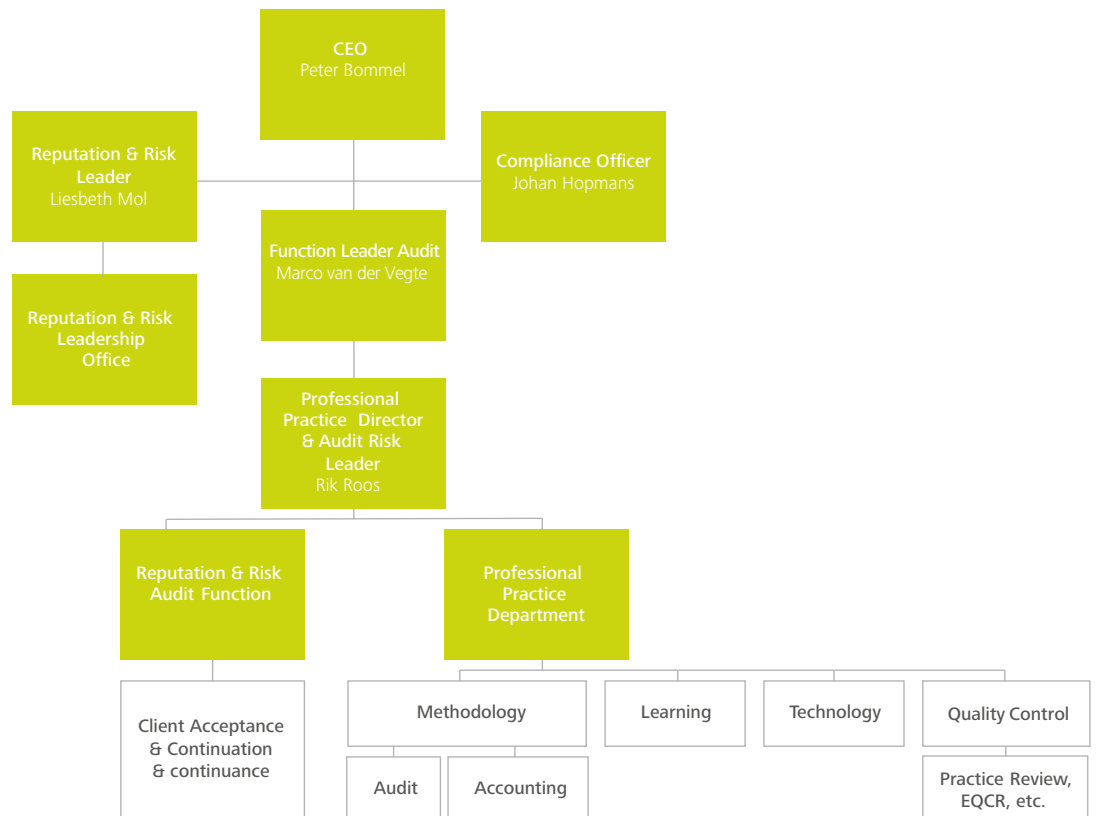 CEO
Peter Bommel
Reputation & Risk
Leader
Liesbeth Mol
Compliance Officer
Johan Hopmans
Function Leader Audit
Marco van der Vegte
Reputation & Risk
Leadership
Office
Professional
Practice Director
& Audit Risk
Leader
Rik Roos
Reputation & Risk
Audit Function
Professional
Practice
Department
Client Acceptance
& Continuation
& continuance
Methodology
Learning
Technology
Quality Control
Audit
Accounting
Practice Review,
EQCR, etc.